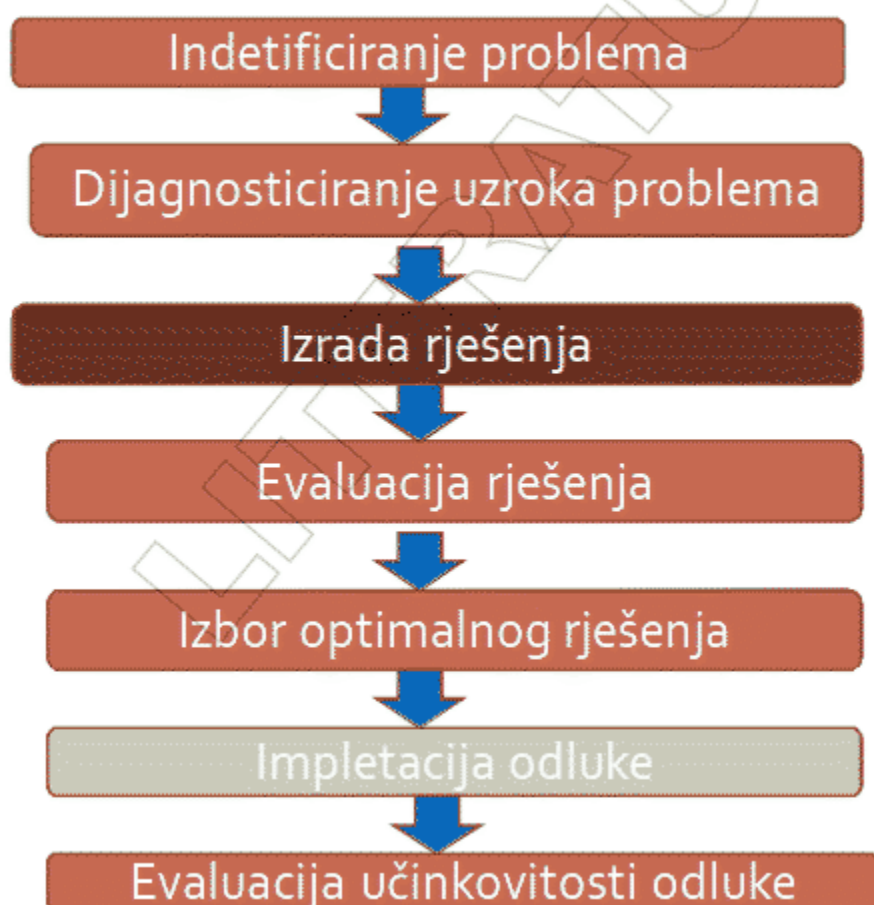 Indetificiranje problema
Dijagnosticiranje uzroka problema
Izrada rješenja
Evaluacija rješenja
Izbor optimalnog rješenja
Impletacija odluke
Evaluacija učinkovitosti odluke